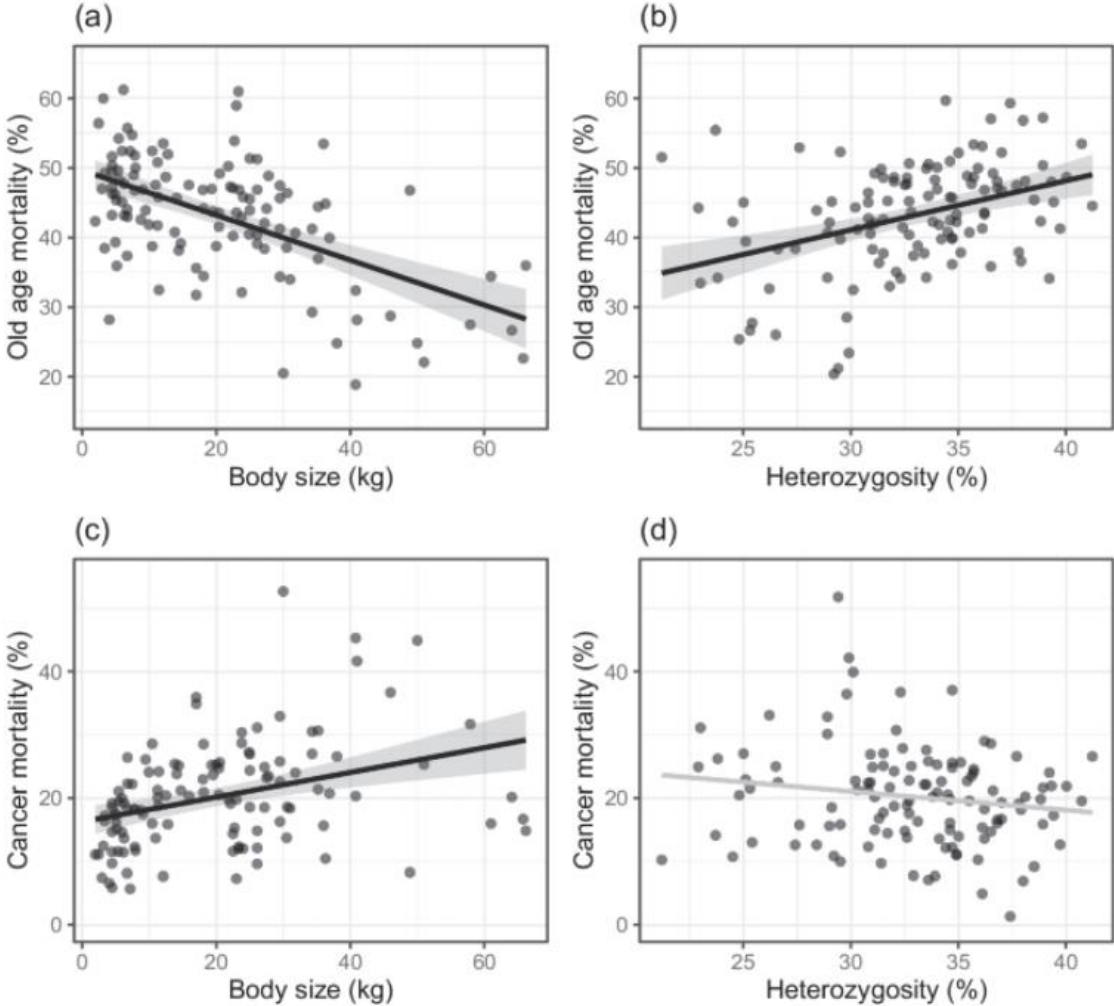 (a)
Old age mortality (%)
60
50
40
30
20
0 20 40 60
Body size (kg)
(b)
Old age mortality (%)
60
50
40
30
20
25 30 35 40
Heterozygosity (%)
(c)
Cancer mortality (%)
40
20
0
0 20 40 60
Body size (kg)
(d)
Cancer mortality (%)
40
20
0
25 30 35 40
Heterozygosity (%)